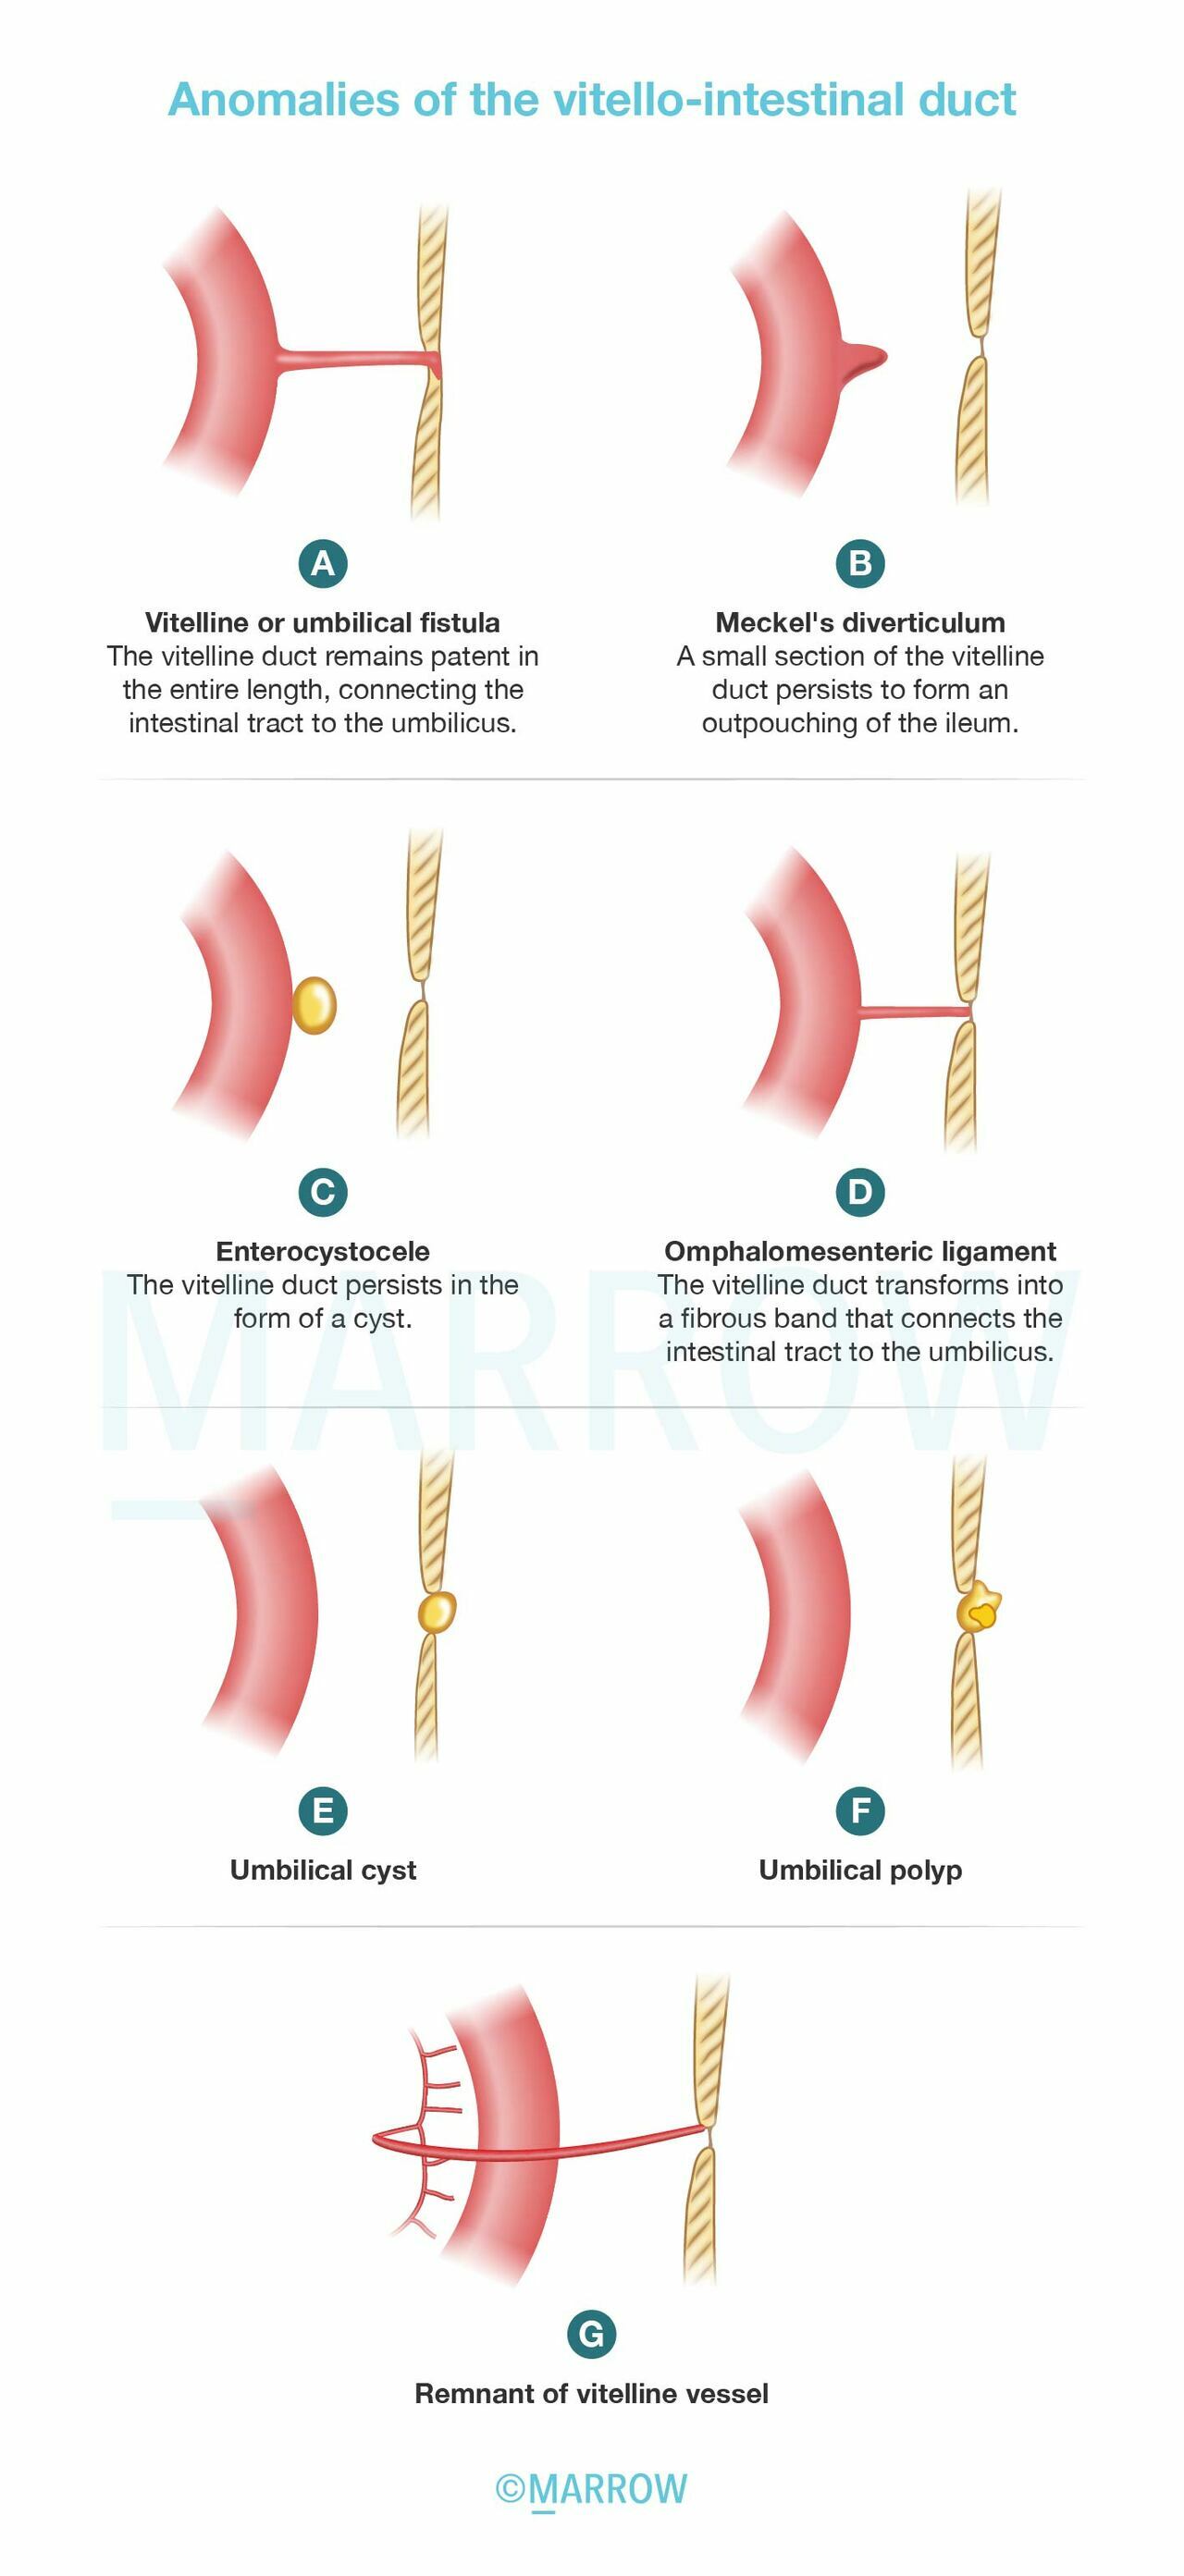 Anomalies of the vitello-intestinal duct
A
Vitelline or umbilical fistula
The vitelline duct remains patent in
the entire length, connecting the
intestinal tract to the umbilicus.
B
Meckel's diverticulum
A small section of the vitelline
duct persists to form an
outpouching of the ileum.
C
Enterocystocele
The vitelline duct persists in the
form of a cyst.
D
Omphalomesenteric ligament
The vitelline duct transforms into
a fibrous band that connects the
intestinal tract to the umbilicus.
MARROW
E
Umbilical cyst
F
Umbilical polyp
G
Remnant of vitelline vessel
©MARROW